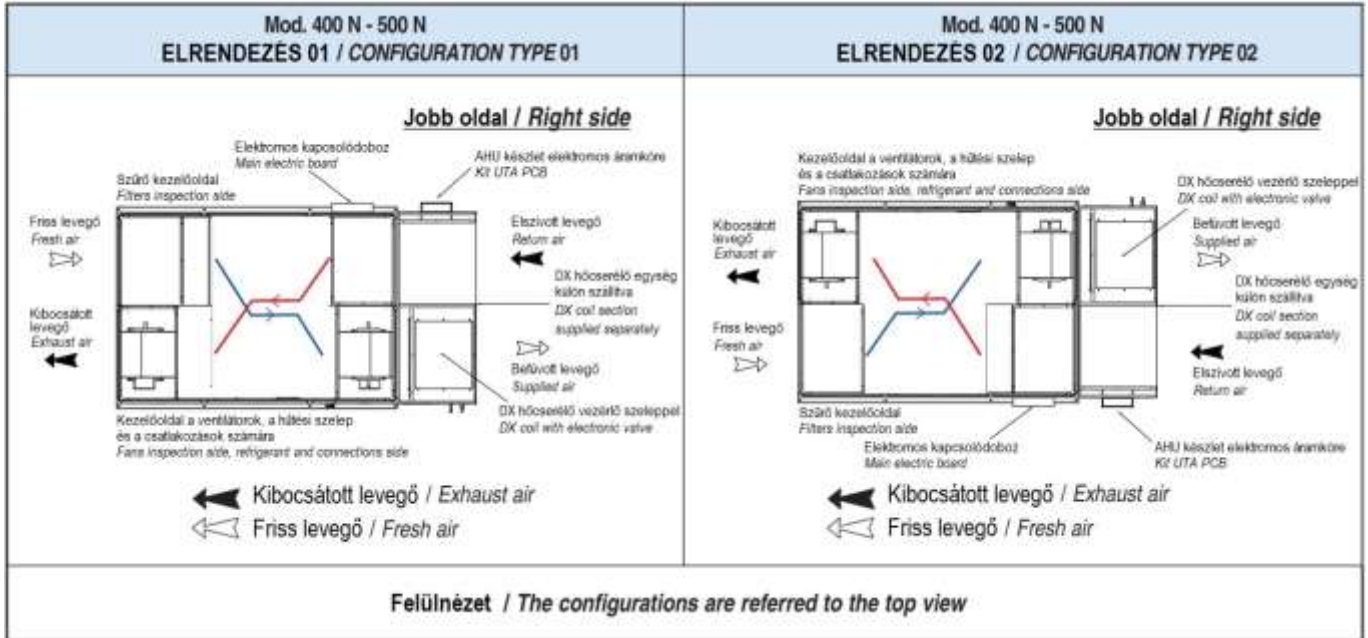 Mod. 400 N - 500 N
ELRENDEZÉS 01 / CONFIGURATION TYPE 01
Jobb oldal / Right side
Elektromos kaposolódoboz
Main electric board
AHU készlet elektromos áramköre
Kit UTA PCB
Szűrő kezelőoldal
Filters inspection side
Friss levegő
Fresh air
Elszívott levegő
Return air
DX hőcserélő egység
külön szállítva
DX coil section
supplied separately
Kibocsátott
levegő
Exhaust air
Befúvott levegő
Supplied air
DX hőcserélő vezérlő szeleppel
DX coil with electronic valve
Kezelőoldal a ventilátorok, a hűtési szelep
és a csatlakozások számára
Fans inspection side, refrigerant and connections side
Kibocsátott levegő / Exhaust air
Friss levegő / Fresh air
Mod. 400 N - 500 N
ELRENDEZÉS 02 / CONFIGURATION TYPE 02
Jobb oldal / Right side
Kezelőoldal a ventilátorok, a hűtési szelep
és a csatlakozások számára
Fans inspection side, refrigerant and connections side
DX hőcserélő vezérlő szeleppel
DX coil with electronic valve
Kibocsátott
levegő
Exhaust air
Befúvott levegő
Supplied air
DX hőcserélő egység
külön szállítva
DX coil section
supplied separately
Friss levegő
Fresh air
Elszívott levegő
Return air
Szűrő kezelőoldal
Filters inspection side
Elektromos kapcsolódoboz
Main electric board
AHU készlet elektromos áramköre
Kit UTA PCB
Kibocsátott levegő / Exhaust air
Friss levegő / Fresh air
Felülnézet / The configurations are referred to the top view